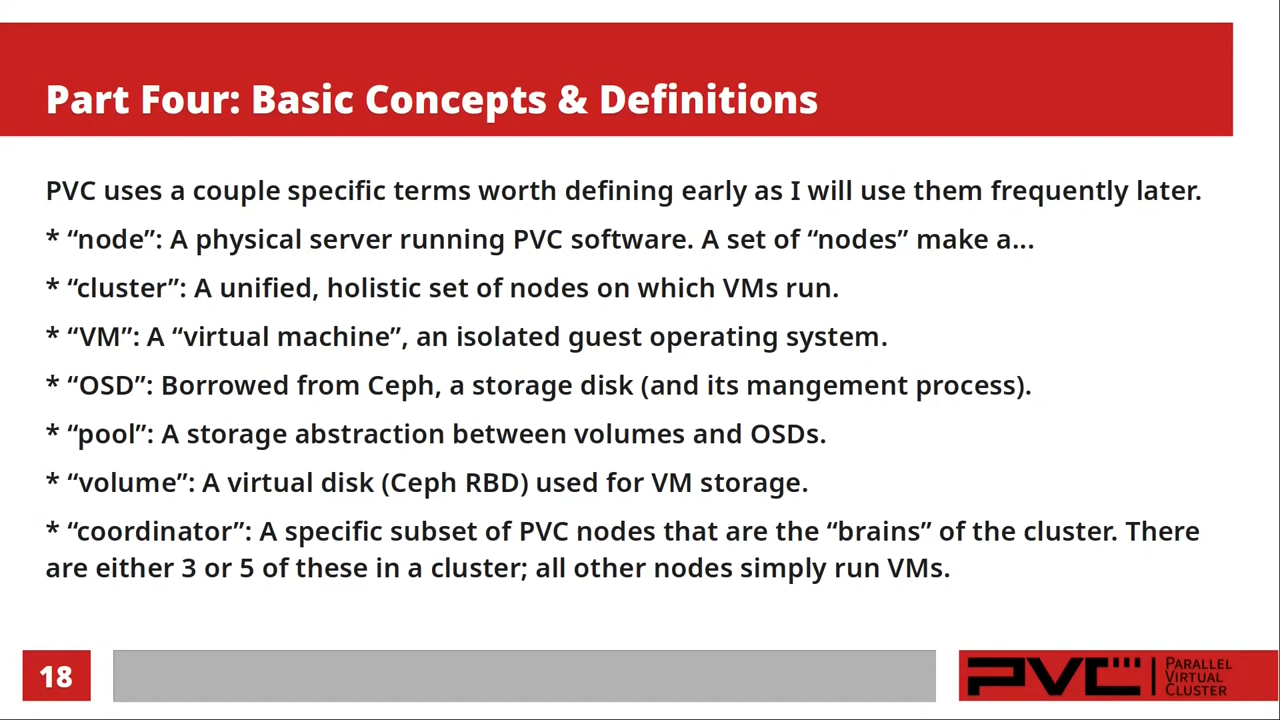 Part Four: Basic Concepts & Definitions
PVC uses a couple specific terms worth defining early as I will use them frequently later.
* “node”: A physical server running PVC software. A set of “nodes” make a...
* “cluster”: A unified, holistic set of nodes on which VMs run.
* “VM”: A “virtual machine”, an isolated guest operating system.
* “OSD”: Borrowed from Ceph, a storage disk (and its mangement process).
* “pool”: A storage abstraction between volumes and OSDs.
* “volume”: A virtual disk (Ceph RBD) used for VM storage.
* “coordinator”: A specific subset of PVC nodes that are the “brains” of the cluster. There
are either 3 or 5 of these in a cluster; all other nodes simply run VMs.
18
PVC
PARALLEL
VIRTUAL
CLUSTER